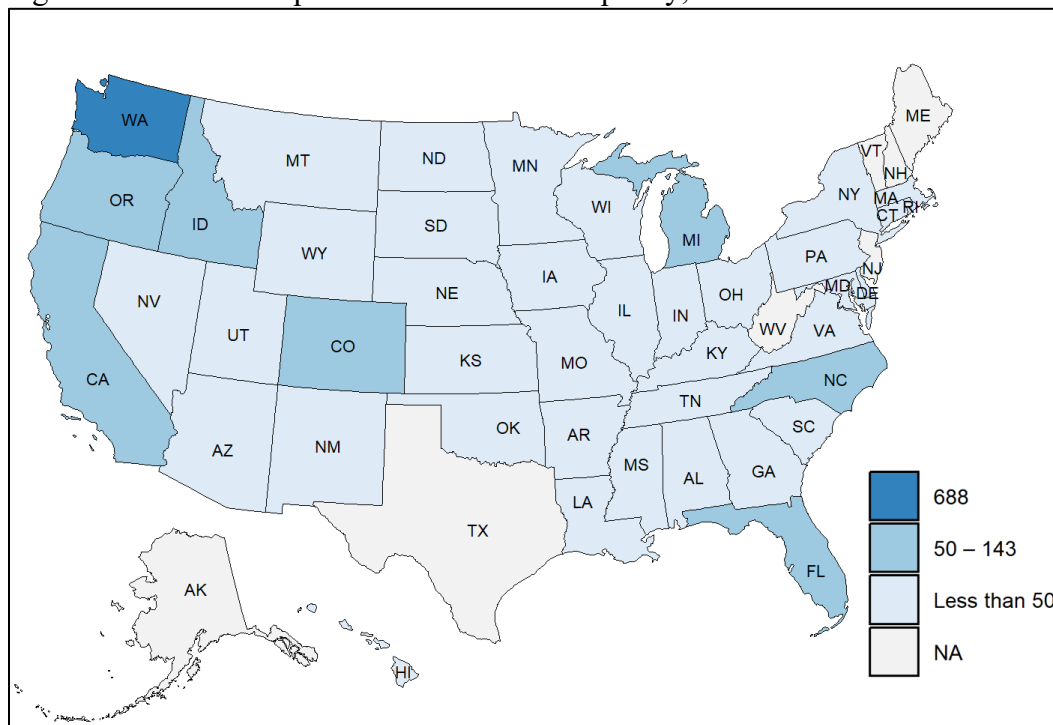 WA
ME
MT
ND
MN
VT
NH
OR
ID
WI
NY
MA
CT
RI
SD
MI
WY
IA
PA
NJ
NE
OH
MD
DE
NV
UT
IL
IN
WV
VA
CO
KS
MO
KY
CA
NC
TN
AZ
NM
OK
AR
SC
MS
AL
GA
LA
TX
FL
AK
HI
688
50 – 143
Less than 50
NA